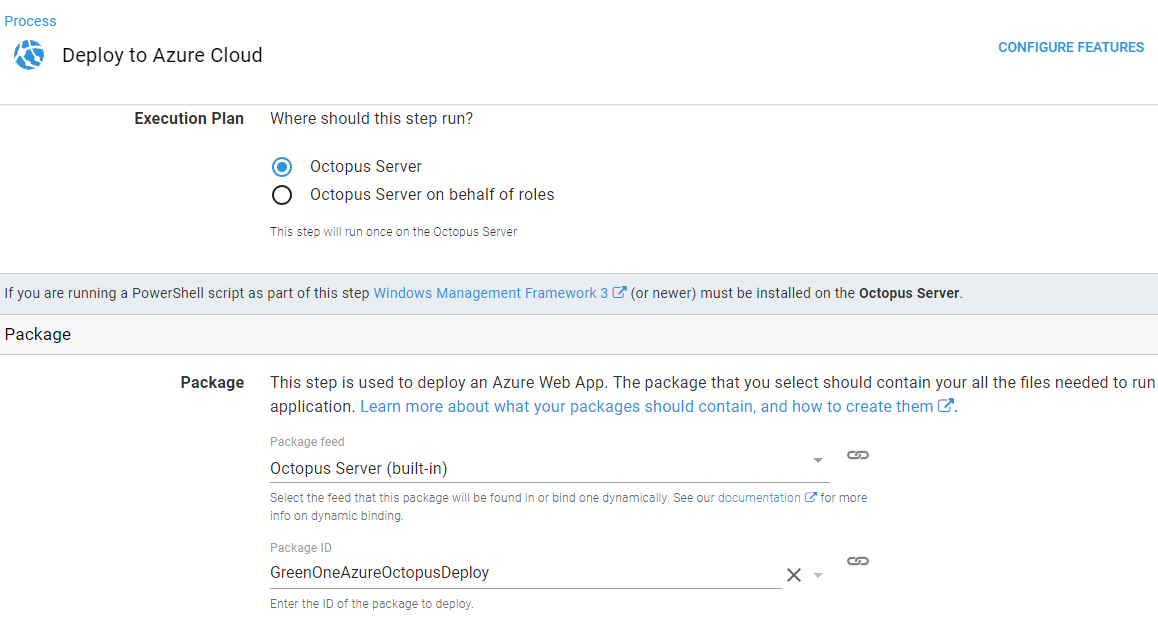 Process
Deploy to Azure Cloud
CONFIGURE FEATURES
Execution Plan Where should this step run?
Octopus Server
Octopus Server on behalf of roles
This step will run once on the Octopus Server
If you are running a PowerShell script as part of this step Windows Management Framework 3 (or newer) must be installed on the Octopus Server.
Package
Package This step is used to deploy an Azure Web App. The package that you select should contain your all the files needed to run
application. Learn more about what your packages should contain, and how to create them.
Package feed
Octopus Server (built-in)
Select the feed that this package will be found in or bind one dynamically. See our documentation for more
info on dynamic binding.
Package ID
GreenOneAzureOctopusDeploy
Enter the ID of the package to deploy.